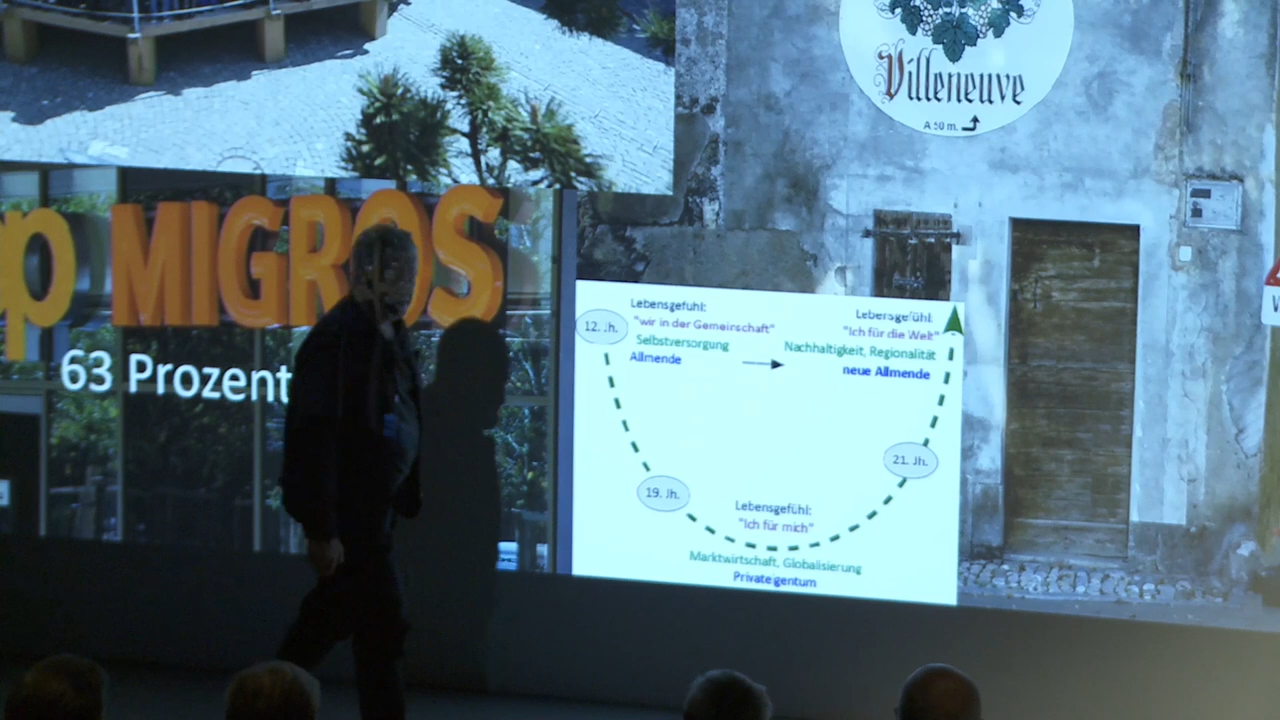 Villeneuve
A 50 m.
p MIGROS
63 Prozent
12. Jh.
Lebensgefühl:
"wir in der Gemeinschaft"
Selbstversorgung
Allmende
Lebensgefühl:
"Ich für die Welt"
Nachhaltigkeit, Regionalität
neue Allmende
19. Jh.
21. Jh.
Lebensgefühl:
"Ich für mich"
Marktwirtschaft, Globalisierung
Privateigentum